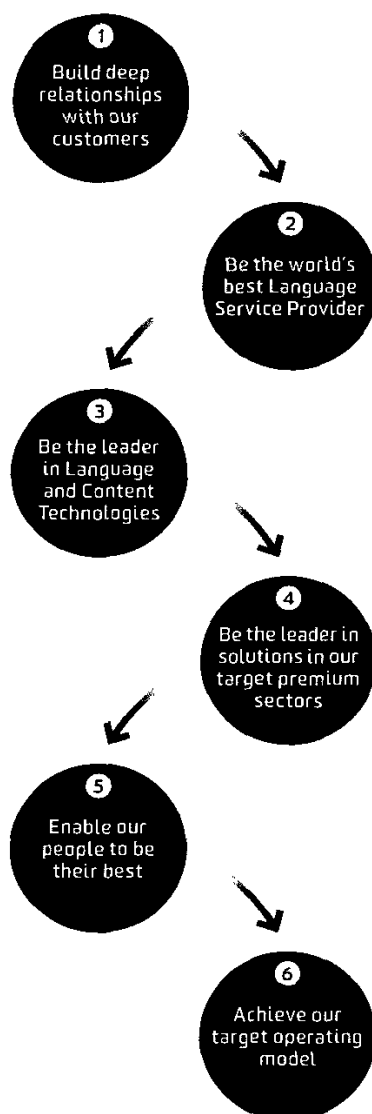 1
Build deep
relationships
with our
customers
2
Be the world's
best Language
Service Provider
3
Be the leader
in Language
and Content
Technologies
4
Be the leader in
solutions in our
target premium
sectors
5
Enable our
people to be
their best
6
Achieve our
target operating
model